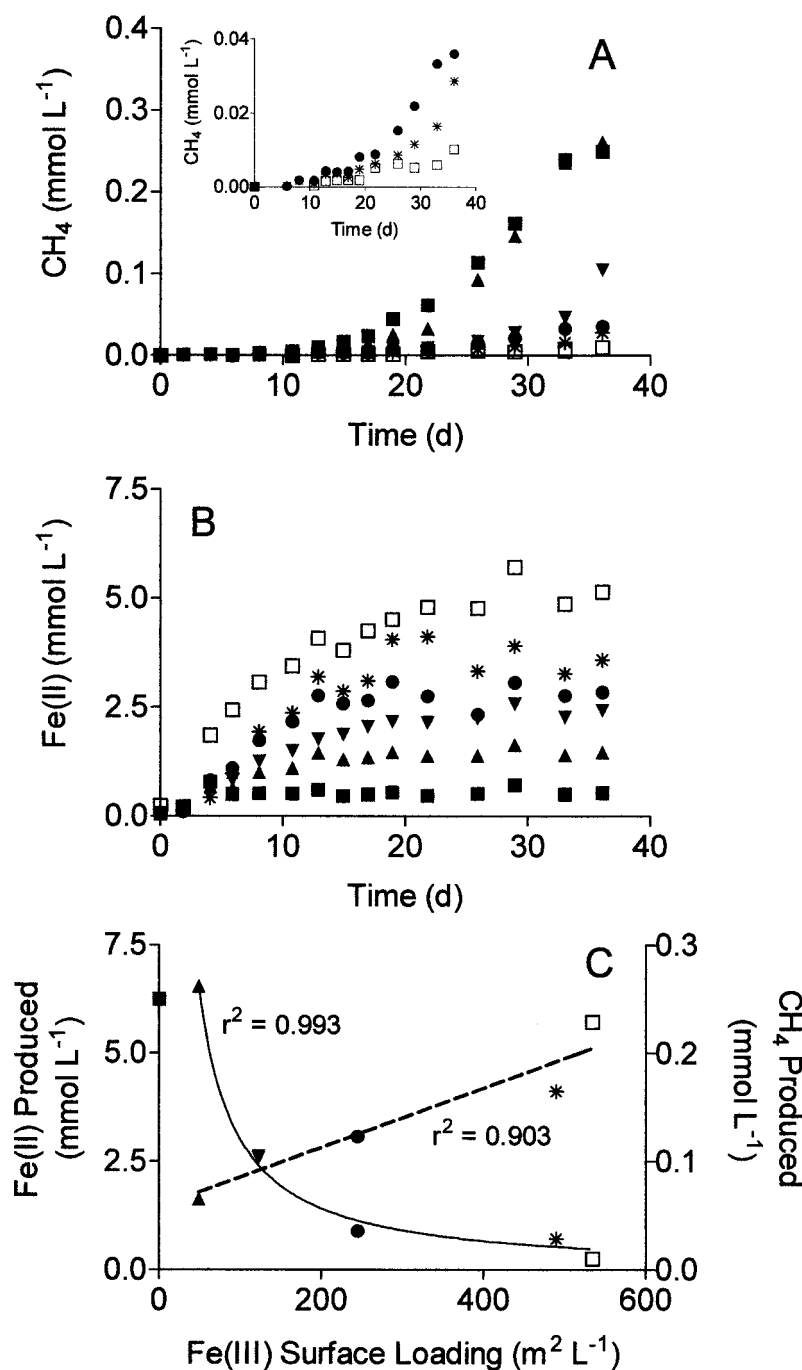 A
CH₄ (mmol L⁻¹)
0.4
0.3
0.2
0.1
0.0
0 10 20 30 40
Time (d)
CH₄ (mmol L⁻¹)
0.04
0.02
0.00
0 10 20 30 40
Time (d)
B
Fe(II) (mmol L⁻¹)
7.5
5.0
2.5
0.0
0 10 20 30 40
Time (d)
C
Fe(II) Produced
(mmol L⁻¹)
7.5
5.0
2.5
0.0
r² = 0.993
r² = 0.903
0.3
0.2
0.1
0.0
CH₄ Produced
(mmol L⁻¹)
0 200 400 600
Fe(III) Surface Loading (m² L⁻¹)